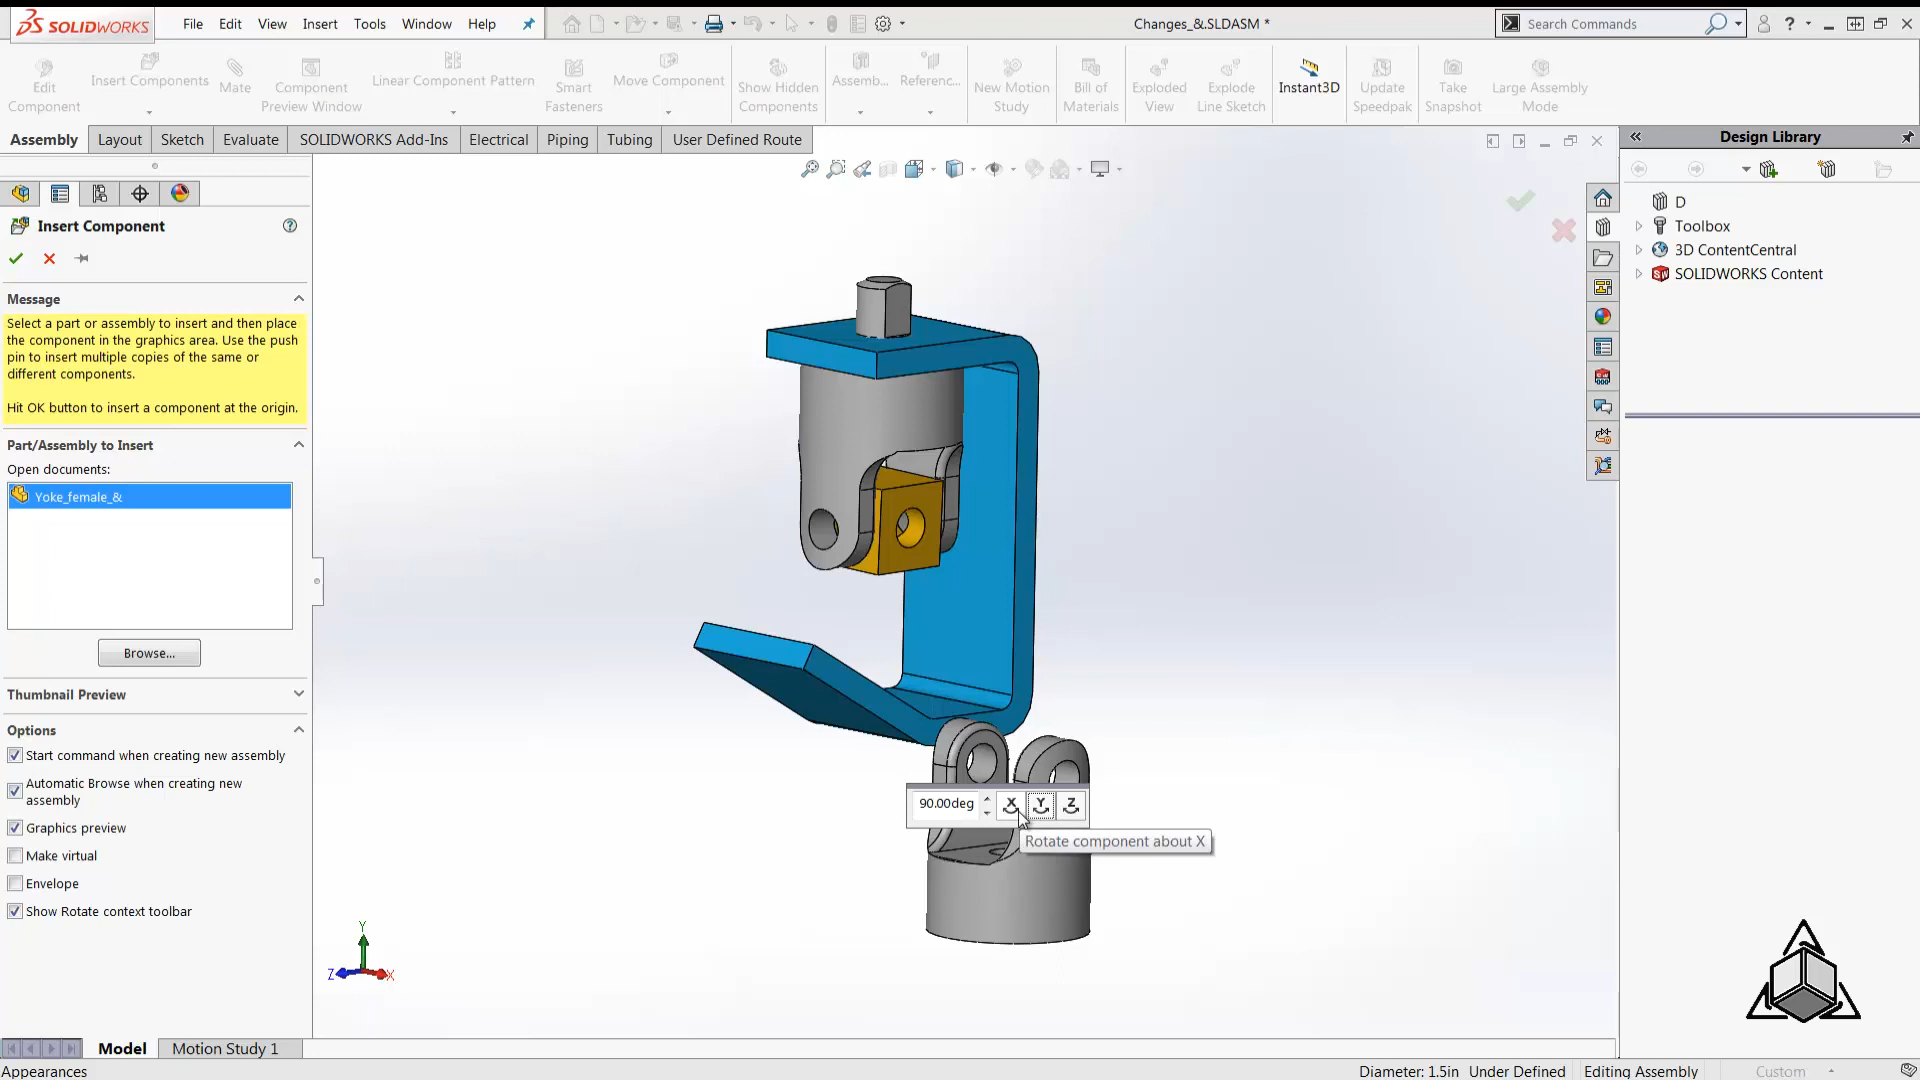 SOLIDWORKS File Edit View Insert Tools Window Help Changes_&.SLDASM * Search Commands ?
Edit Component
Insert Components
Mate
Component Preview Window
Linear Component Pattern
Smart Fasteners
Move Component
Show Hidden Components
Assemb...
Referenc...
New Motion Study
Bill of Materials
Exploded View
Explode Line Sketch
Instant3D
Update Speedpak
Take Snapshot
Large Assembly Mode
Assembly Layout Sketch Evaluate SOLIDWORKS Add-Ins Electrical Piping Tubing User Defined Route
Design Library
D
Toolbox
3D ContentCentral
SOLIDWORKS Content
Insert Component
Message
Select a part or assembly to insert and then place
the component in the graphics area. Use the push
pin to insert multiple copies of the same or
different components.
Hit OK button to insert a component at the origin.
Part/Assembly to Insert
Open documents:
Yoke_female_&
Browse...
Thumbnail Preview
Options
Start command when creating new assembly
Automatic Browse when creating new
assembly
Graphics preview
Make virtual
Envelope
Show Rotate context toolbar
90.00deg X Y Z
Rotate component about X
Y
Z X
Model Motion Study 1
Appearances Diameter: 1.5in Under Defined Editing Assembly Custom